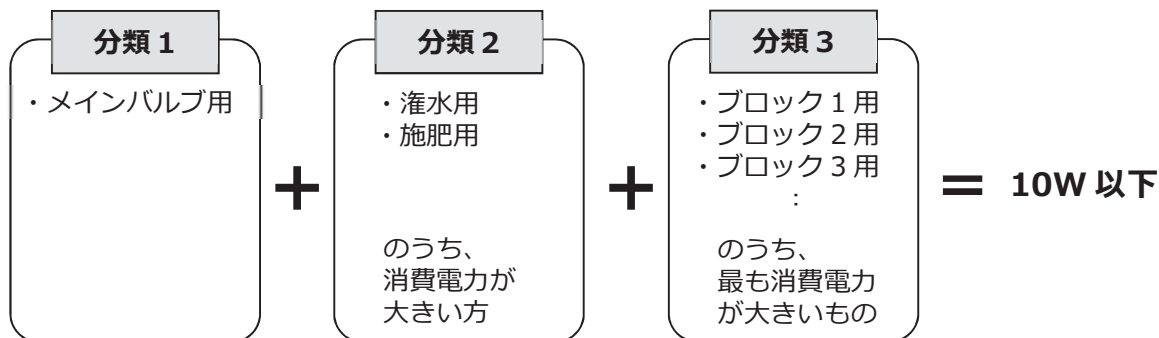 分類 1
・メインバルブ用
+
分類 2
・潅水用
・施肥用
のうち、
消費電力が
大きい方
+
分類 3
・ブロック 1 用
・ブロック 2 用
・ブロック 3 用
:
のうち、
最も消費電力
が大きいもの
= 10W 以下